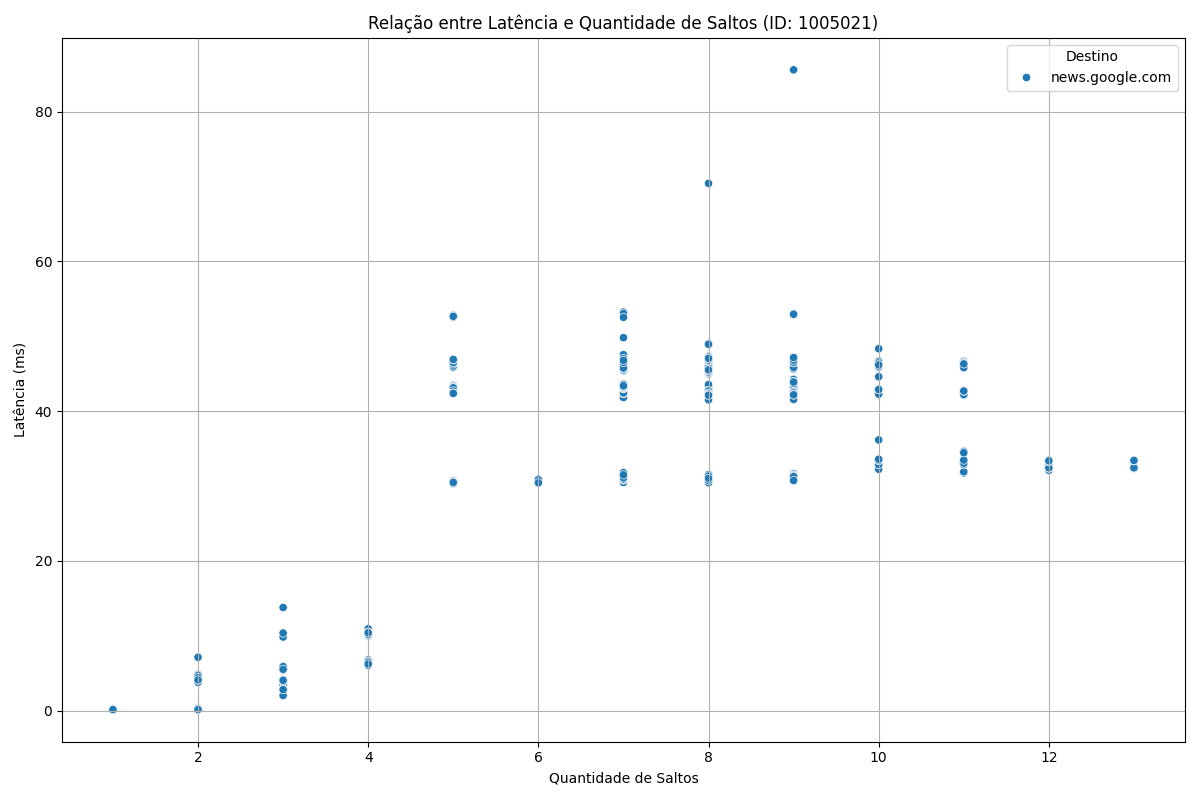 Relação entre Latência e Quantidade de Saltos (ID: 1005021)
Destino
news.google.com
80
60
40
20
0
Latência (ms)
2 4 6 8 10 12
Quantidade de Saltos